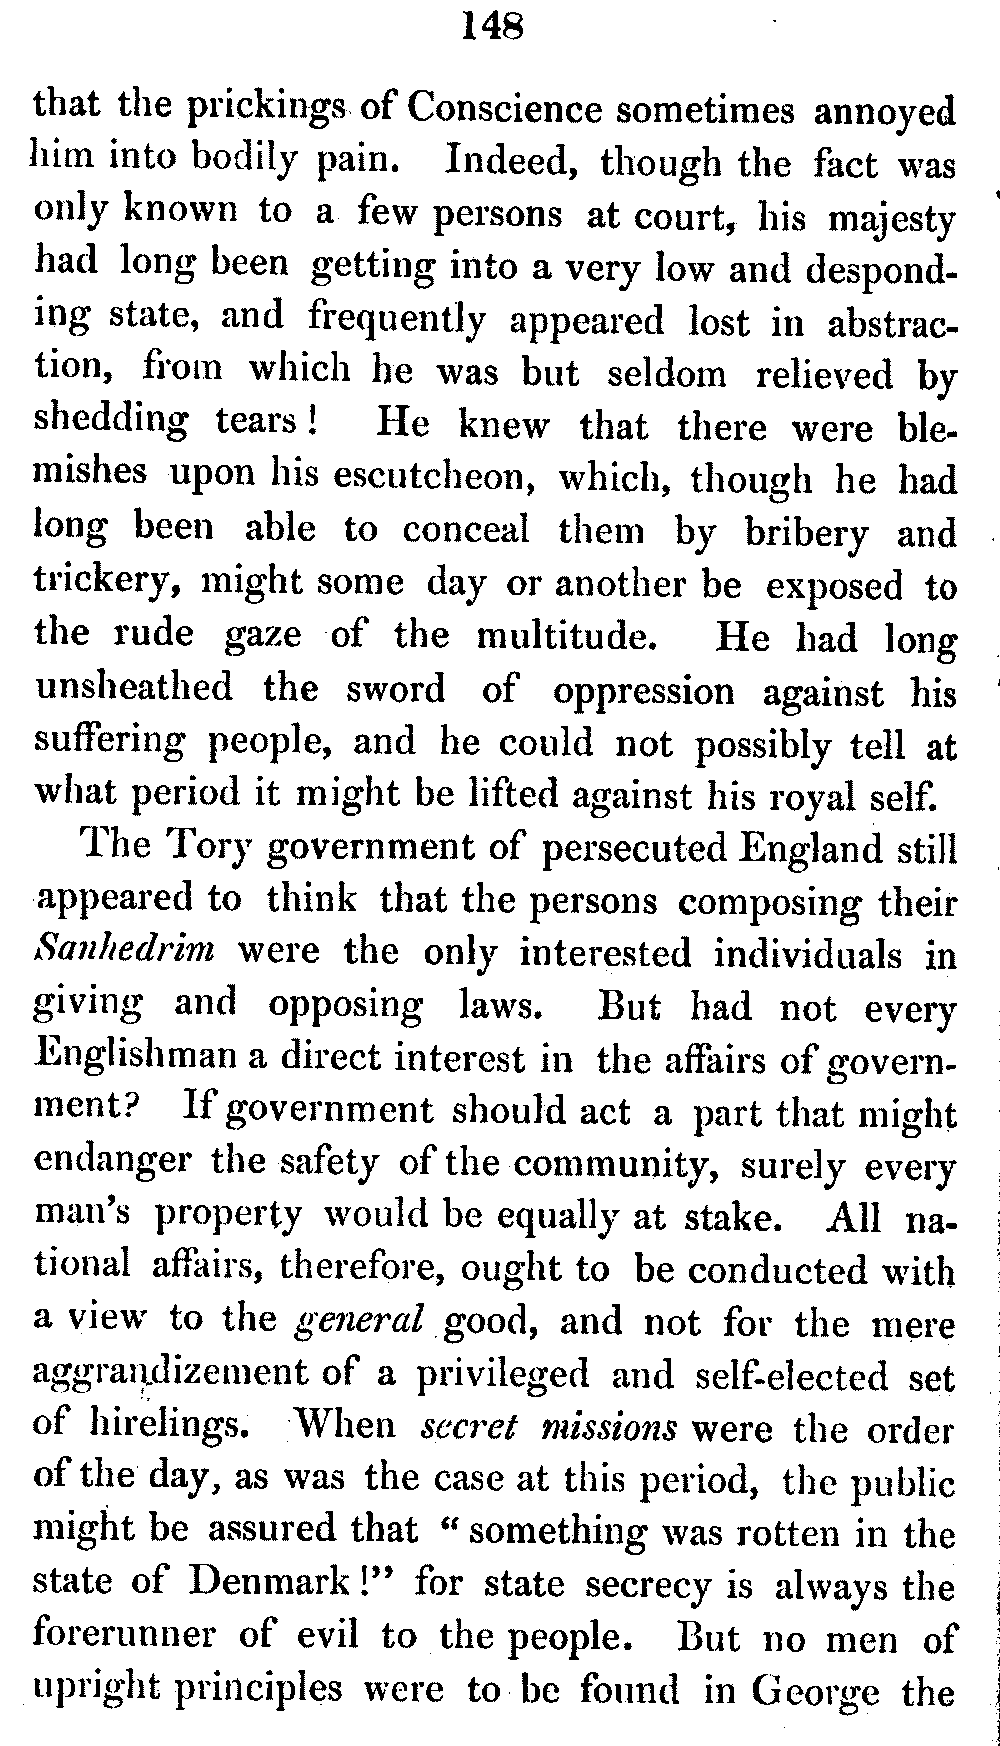 148
that the prickings of Conscience sometimes annoyed
him into bodily pain. Indeed, though the fact was
only known to a few persons at court, his majesty
had long been getting into a very low and despond-
ing state, and frequently appeared lost in abstrac-
tion, from which he was but seldom relieved by
shedding tears! He knew that there were ble-
mishes upon his escutcheon, which, though he had
long been able to conceal them by bribery and
trickery, might some day or another be exposed to
the rude gaze of the multitude. He had long
unsheathed the sword of oppression against his
suffering people, and he could not possibly tell at
what period it might be lifted against his royal self.
The Tory government of persecuted England still
appeared to think that the persons composing their
Sanhedrim were the only interested individuals in
giving and opposing laws. But had not every
Englishman a direct interest in the affairs of govern-
ment? If government should act a part that might
endanger the safety of the community, surely every
man's property would be equally at stake. All na-
tional affairs, therefore, ought to be conducted with
a view to the general good, and not for the mere
aggrandizement of a privileged and self-elected set
of hirelings. When secret missions were the order
of the day, as was the case at this period, the public
might be assured that “ something was rotten in the
state of Denmark!” for state secrecy is always the
forerunner of evil to the people. But no men of
upright principles were to be found in George the